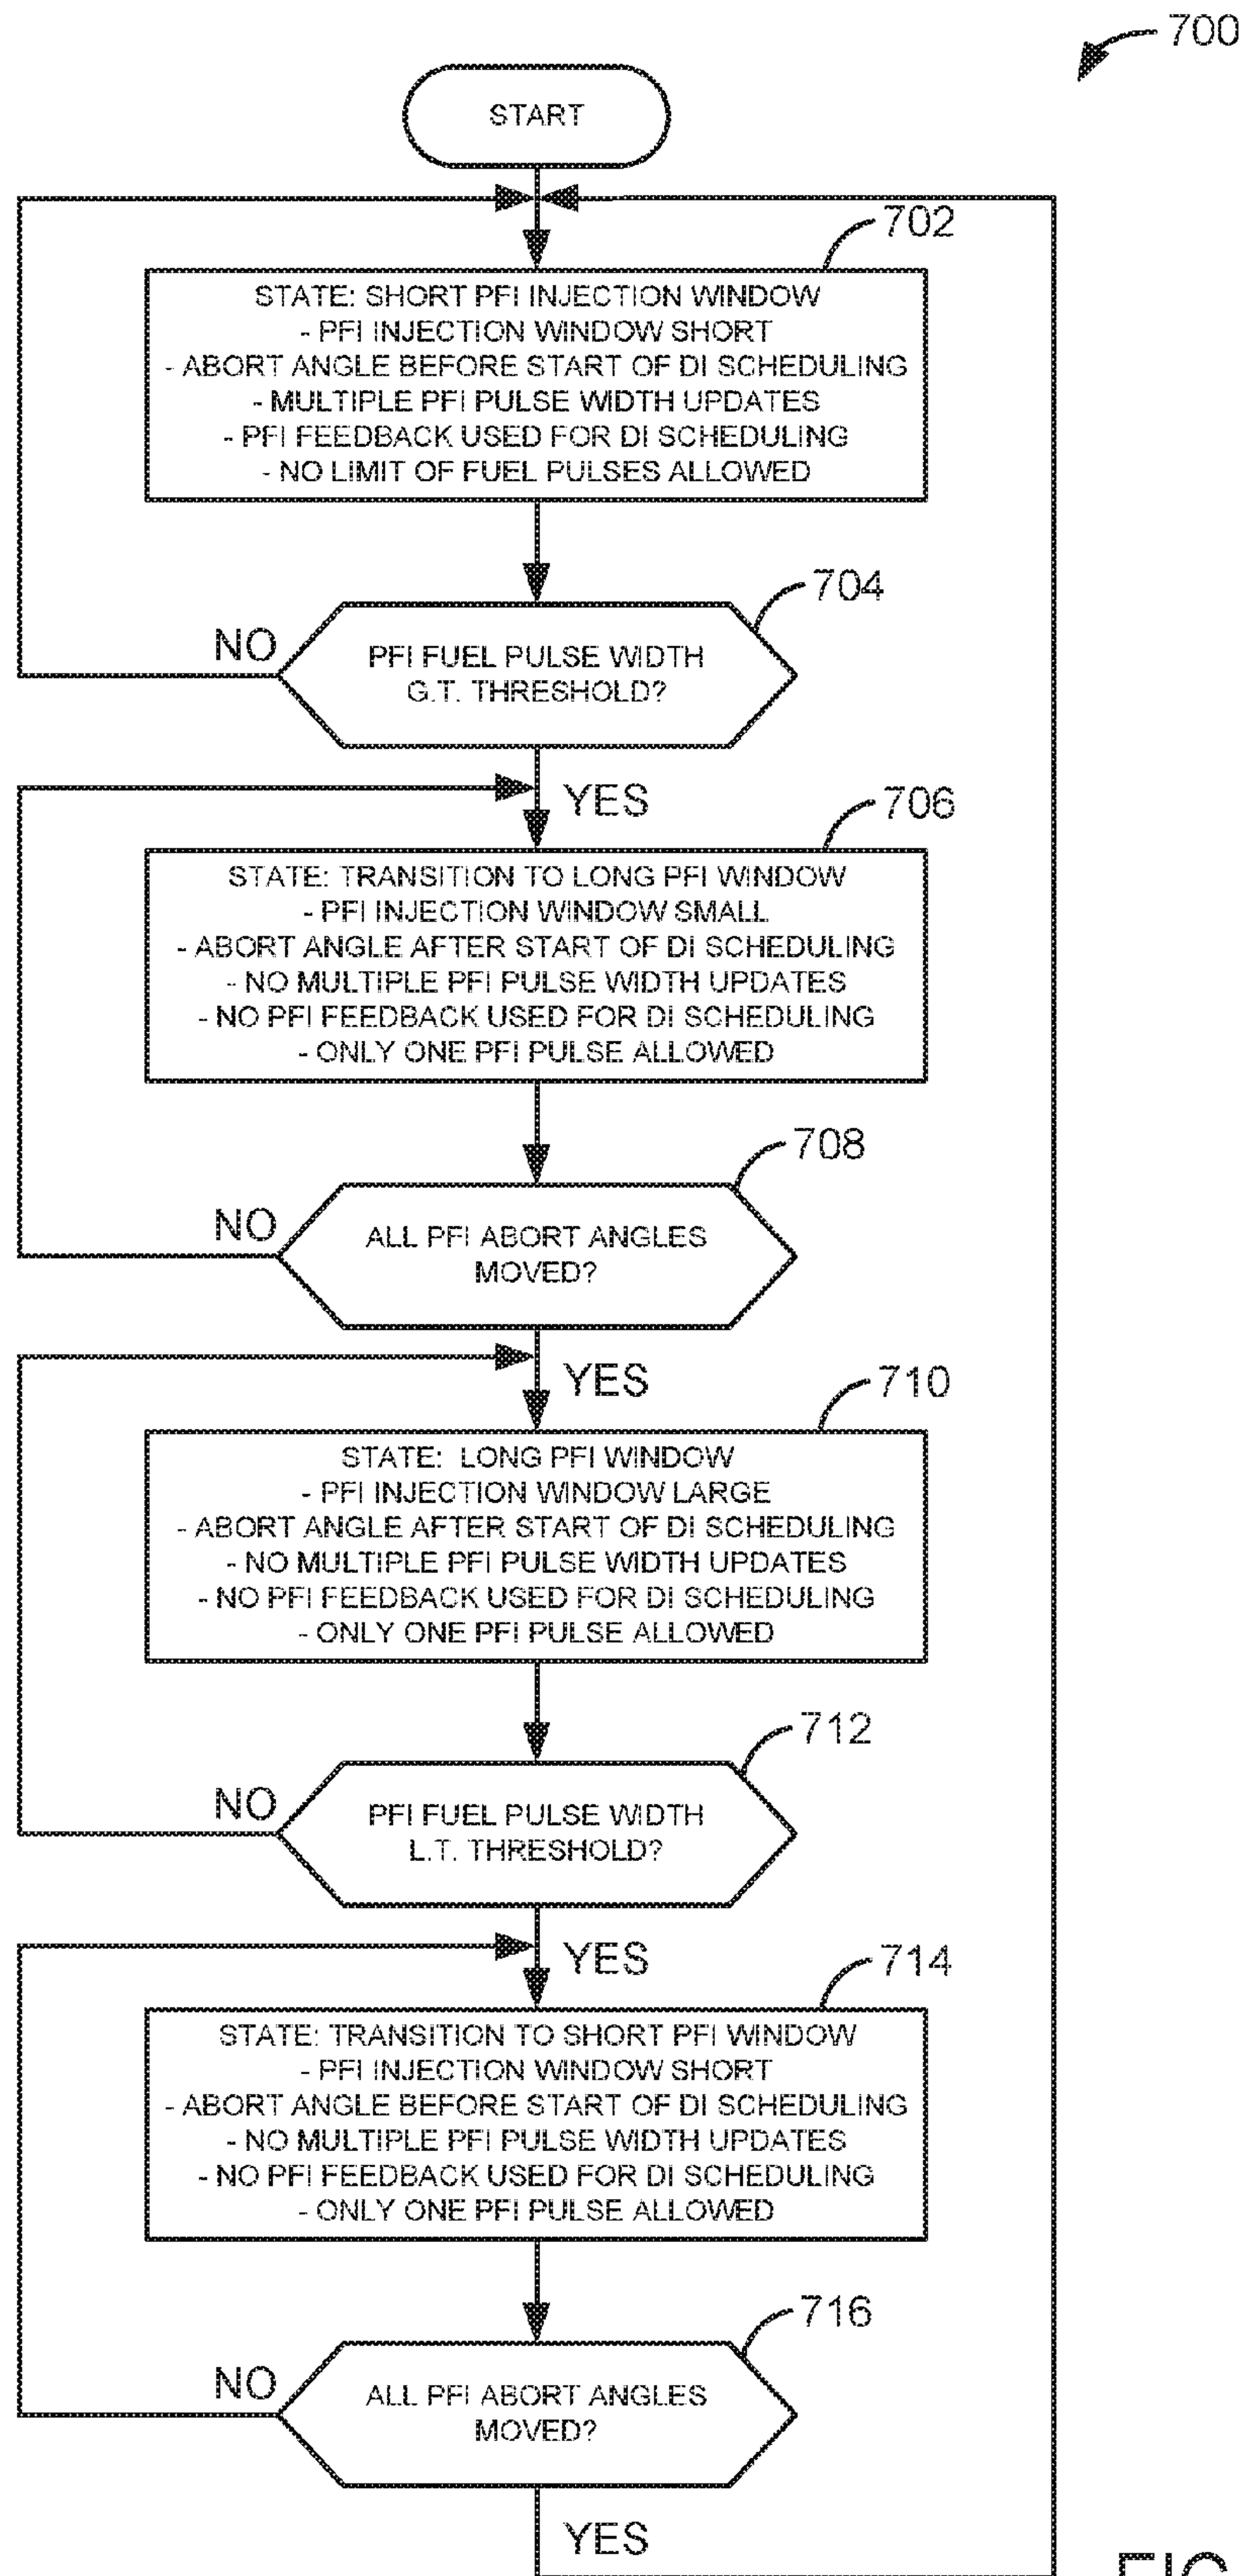 700
START
702
STATE: SHORT PFI INJECTION WINDOW
- PFI INJECTION WINDOW SHORT
- ABORT ANGLE BEFORE START OF DI SCHEDULING
- MULTIPLE PFI PULSE WIDTH UPDATES
- PFI FEEDBACK USED FOR DI SCHEDULING
- NO LIMIT OF FUEL PULSES ALLOWED
704
NO
PFI FUEL PULSE WIDTH
G.T. THRESHOLD?
YES
706
STATE: TRANSITION TO LONG PFI WINDOW
- PFI INJECTION WINDOW SMALL
- ABORT ANGLE AFTER START OF DI SCHEDULING
- NO MULTIPLE PFI PULSE WIDTH UPDATES
- NO PFI FEEDBACK USED FOR DI SCHEDULING
- ONLY ONE PFI PULSE ALLOWED
708
NO
ALL PFI ABORT ANGLES
MOVED?
YES
710
STATE: LONG PFI WINDOW
- PFI INJECTION WINDOW LARGE
- ABORT ANGLE AFTER START OF DI SCHEDULING
- NO MULTIPLE PFI PULSE WIDTH UPDATES
- NO PFI FEEDBACK USED FOR DI SCHEDULING
- ONLY ONE PFI PULSE ALLOWED
712
NO
PFI FUEL PULSE WIDTH
L.T. THRESHOLD?
YES
714
STATE: TRANSITION TO SHORT PFI WINDOW
- PFI INJECTION WINDOW SHORT
- ABORT ANGLE BEFORE START OF DI SCHEDULING
- NO MULTIPLE PFI PULSE WIDTH UPDATES
- NO PFI FEEDBACK USED FOR DI SCHEDULING
- ONLY ONE PFI PULSE ALLOWED
716
NO
ALL PFI ABORT ANGLES
MOVED?
YES